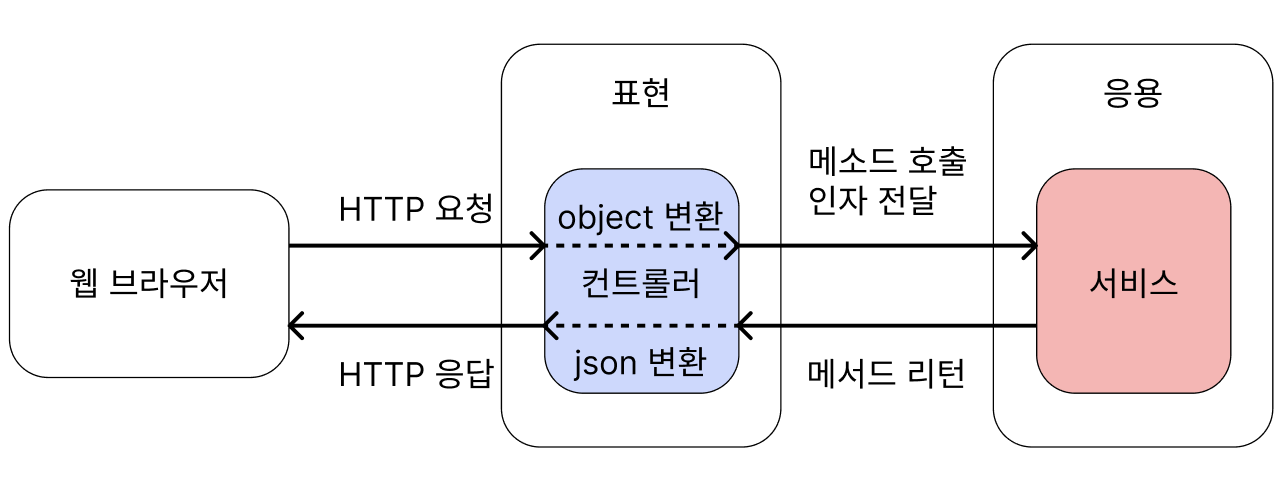 표현
응용
메소드 호출
인자 전달
HTTP 요청
object 변환
웹 브라우저
컨트롤러
서비스
json 변환
HTTP 응답
메서드 리턴